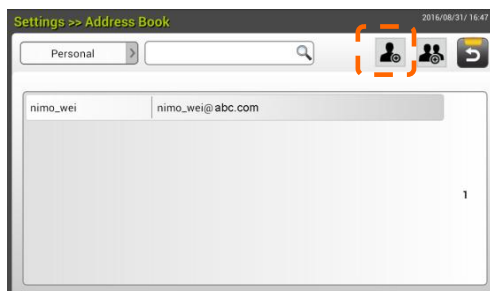 Settings >> Address Book
2016/08/31/ 16:47
Personal
nimo_wei nimo_wei@abc.com
1